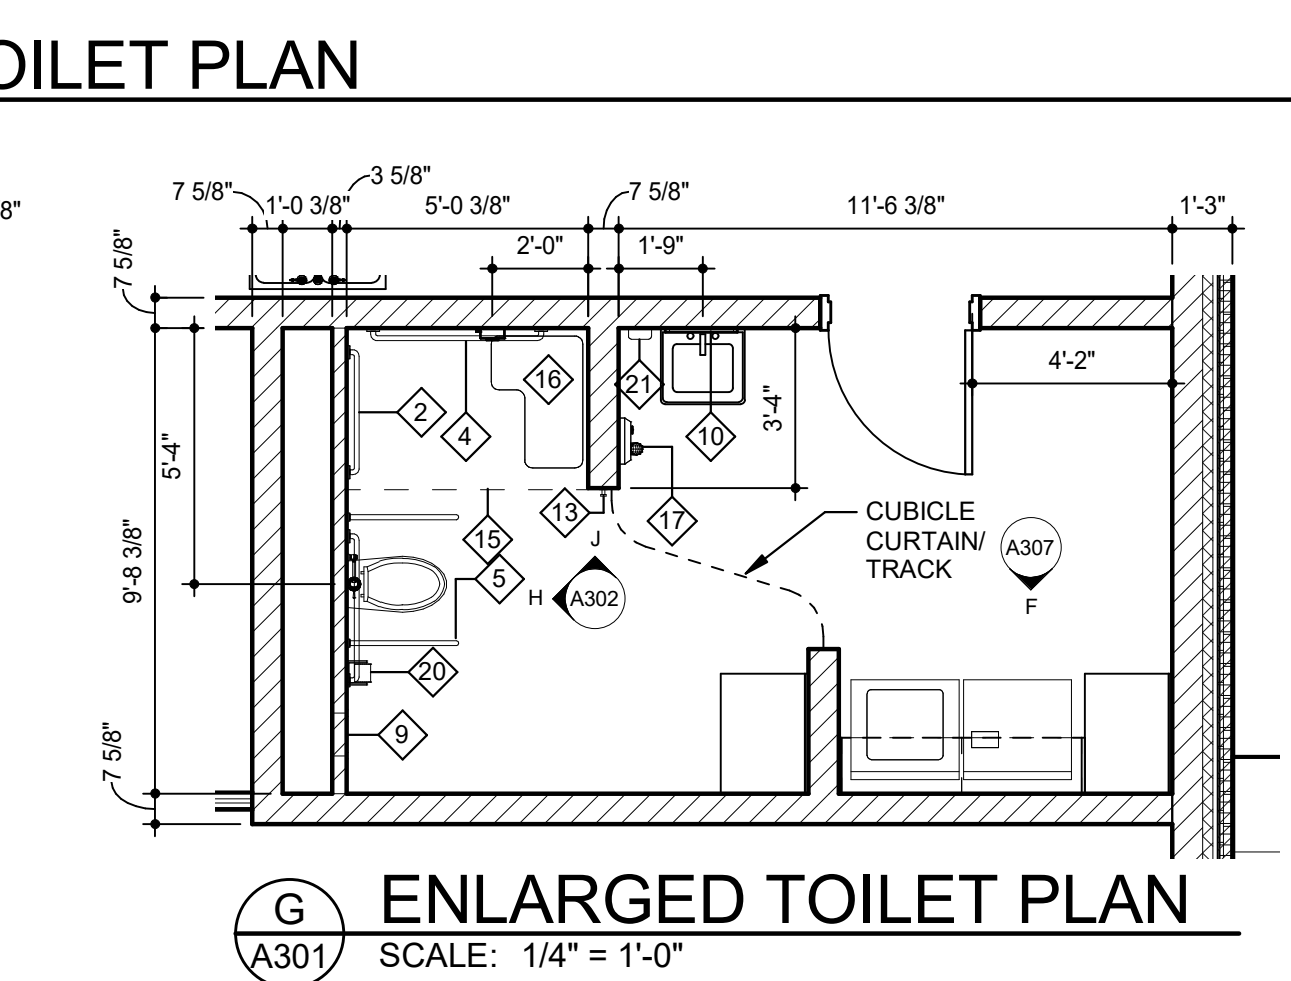 OILET PLAN
8"
7 5/8"
1'-0 3/8"
3 5/8"
5'-0 3/8"
7 5/8"
11'-6 3/8"
1'-3"
2'-0"
1'-9"
7 5/8"
4'-2"
16
21
2
4
10
3'-4"
5'-4"
13
17
15
J
CUBICLE
CURTAIN/
TRACK
A307
F
9'-8 3/8"
5
H
A302
20
9
7 5/8"
G
A301
ENLARGED TOILET PLAN
SCALE: 1/4" = 1'-0"